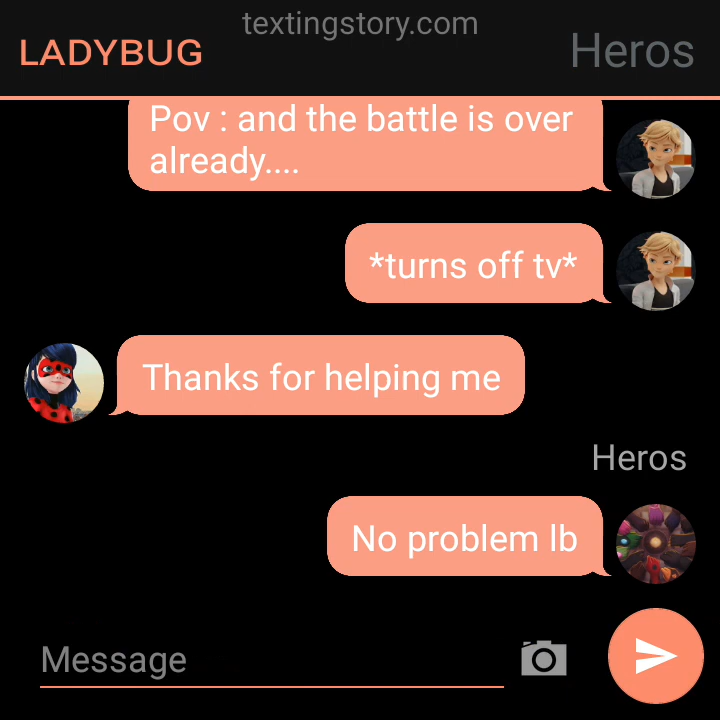 textingstory.com
LADYBUG
Heros
Pov : and the battle is over
already....
*turns off tv*
Thanks for helping me
Heros
No problem lb
Message